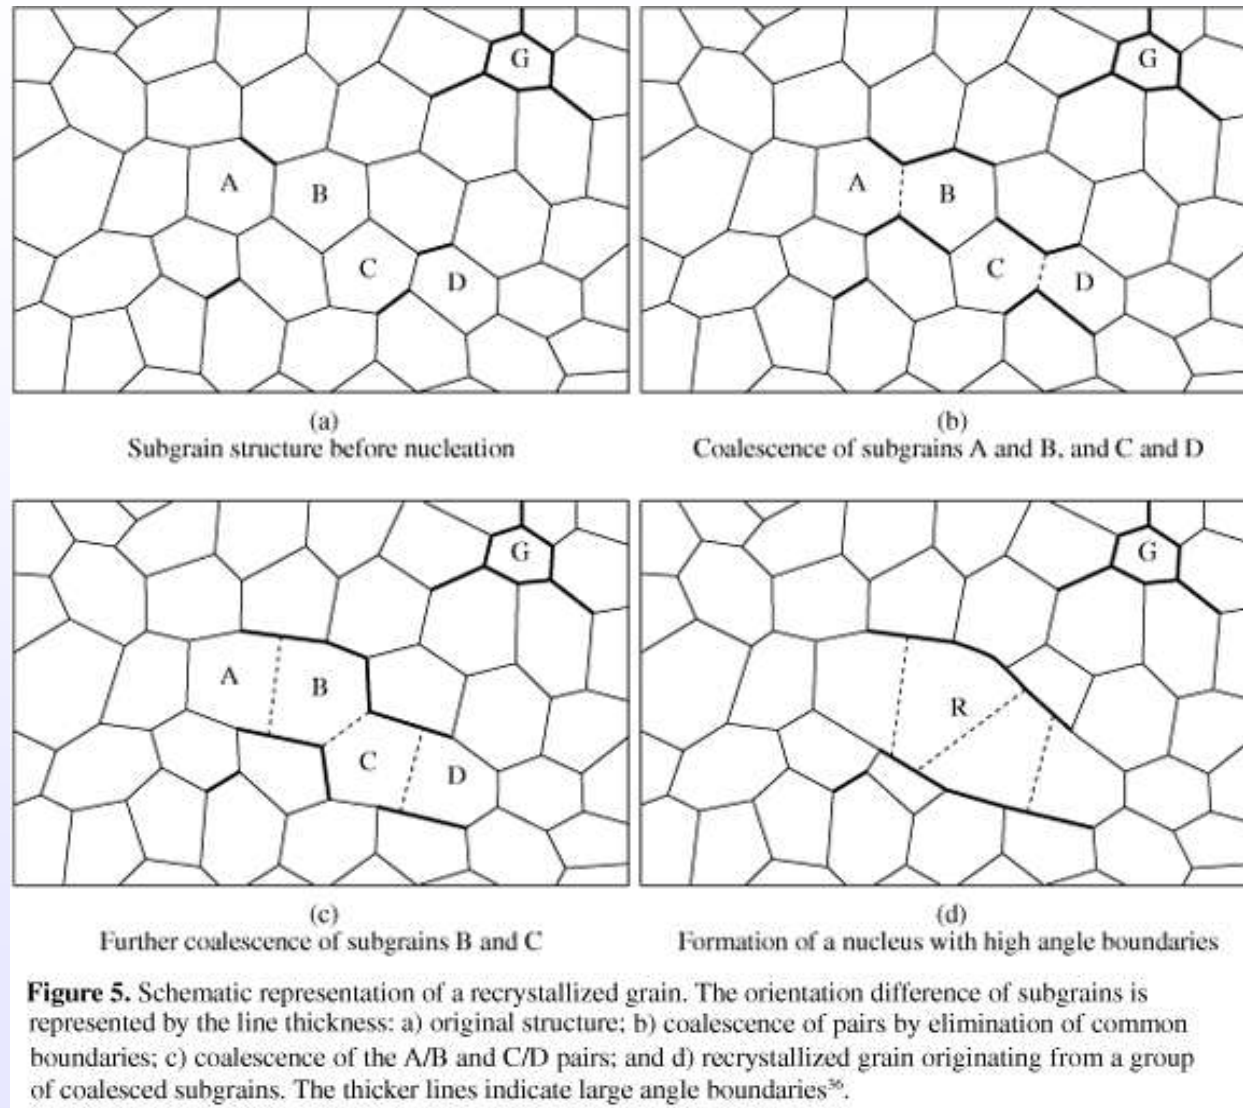 G
A
B
C
D
(a)
Subgrain structure before nucleation
G
A
B
C
D
(b)
Coalescence of subgrains A and B, and C and D
G
A
B
C
D
(c)
Further coalescence of subgrains B and C
G
R
(d)
Formation of a nucleus with high angle boundaries
Figure 5. Schematic representation of a recrystallized grain. The orientation difference of subgrains is
represented by the line thickness: a) original structure; b) coalescence of pairs by elimination of common
boundaries; c) coalescence of the A/B and C/D pairs; and d) recrystallized grain originating from a group
of coalesced subgrains. The thicker lines indicate large angle boundaries³⁶.